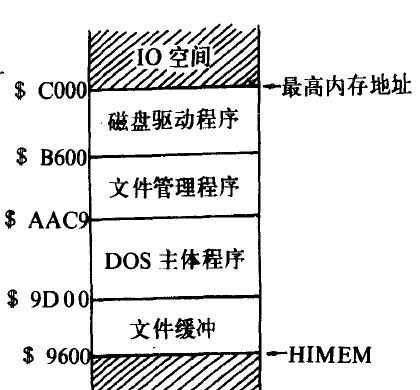 IO 空间
$ C000
最高内存地址
磁盘驱动程序
$ B600
文件管理程序
$ AAC9
DOS 主体程序
$ 9D00
文件缓冲
$ 9600
HIMEM